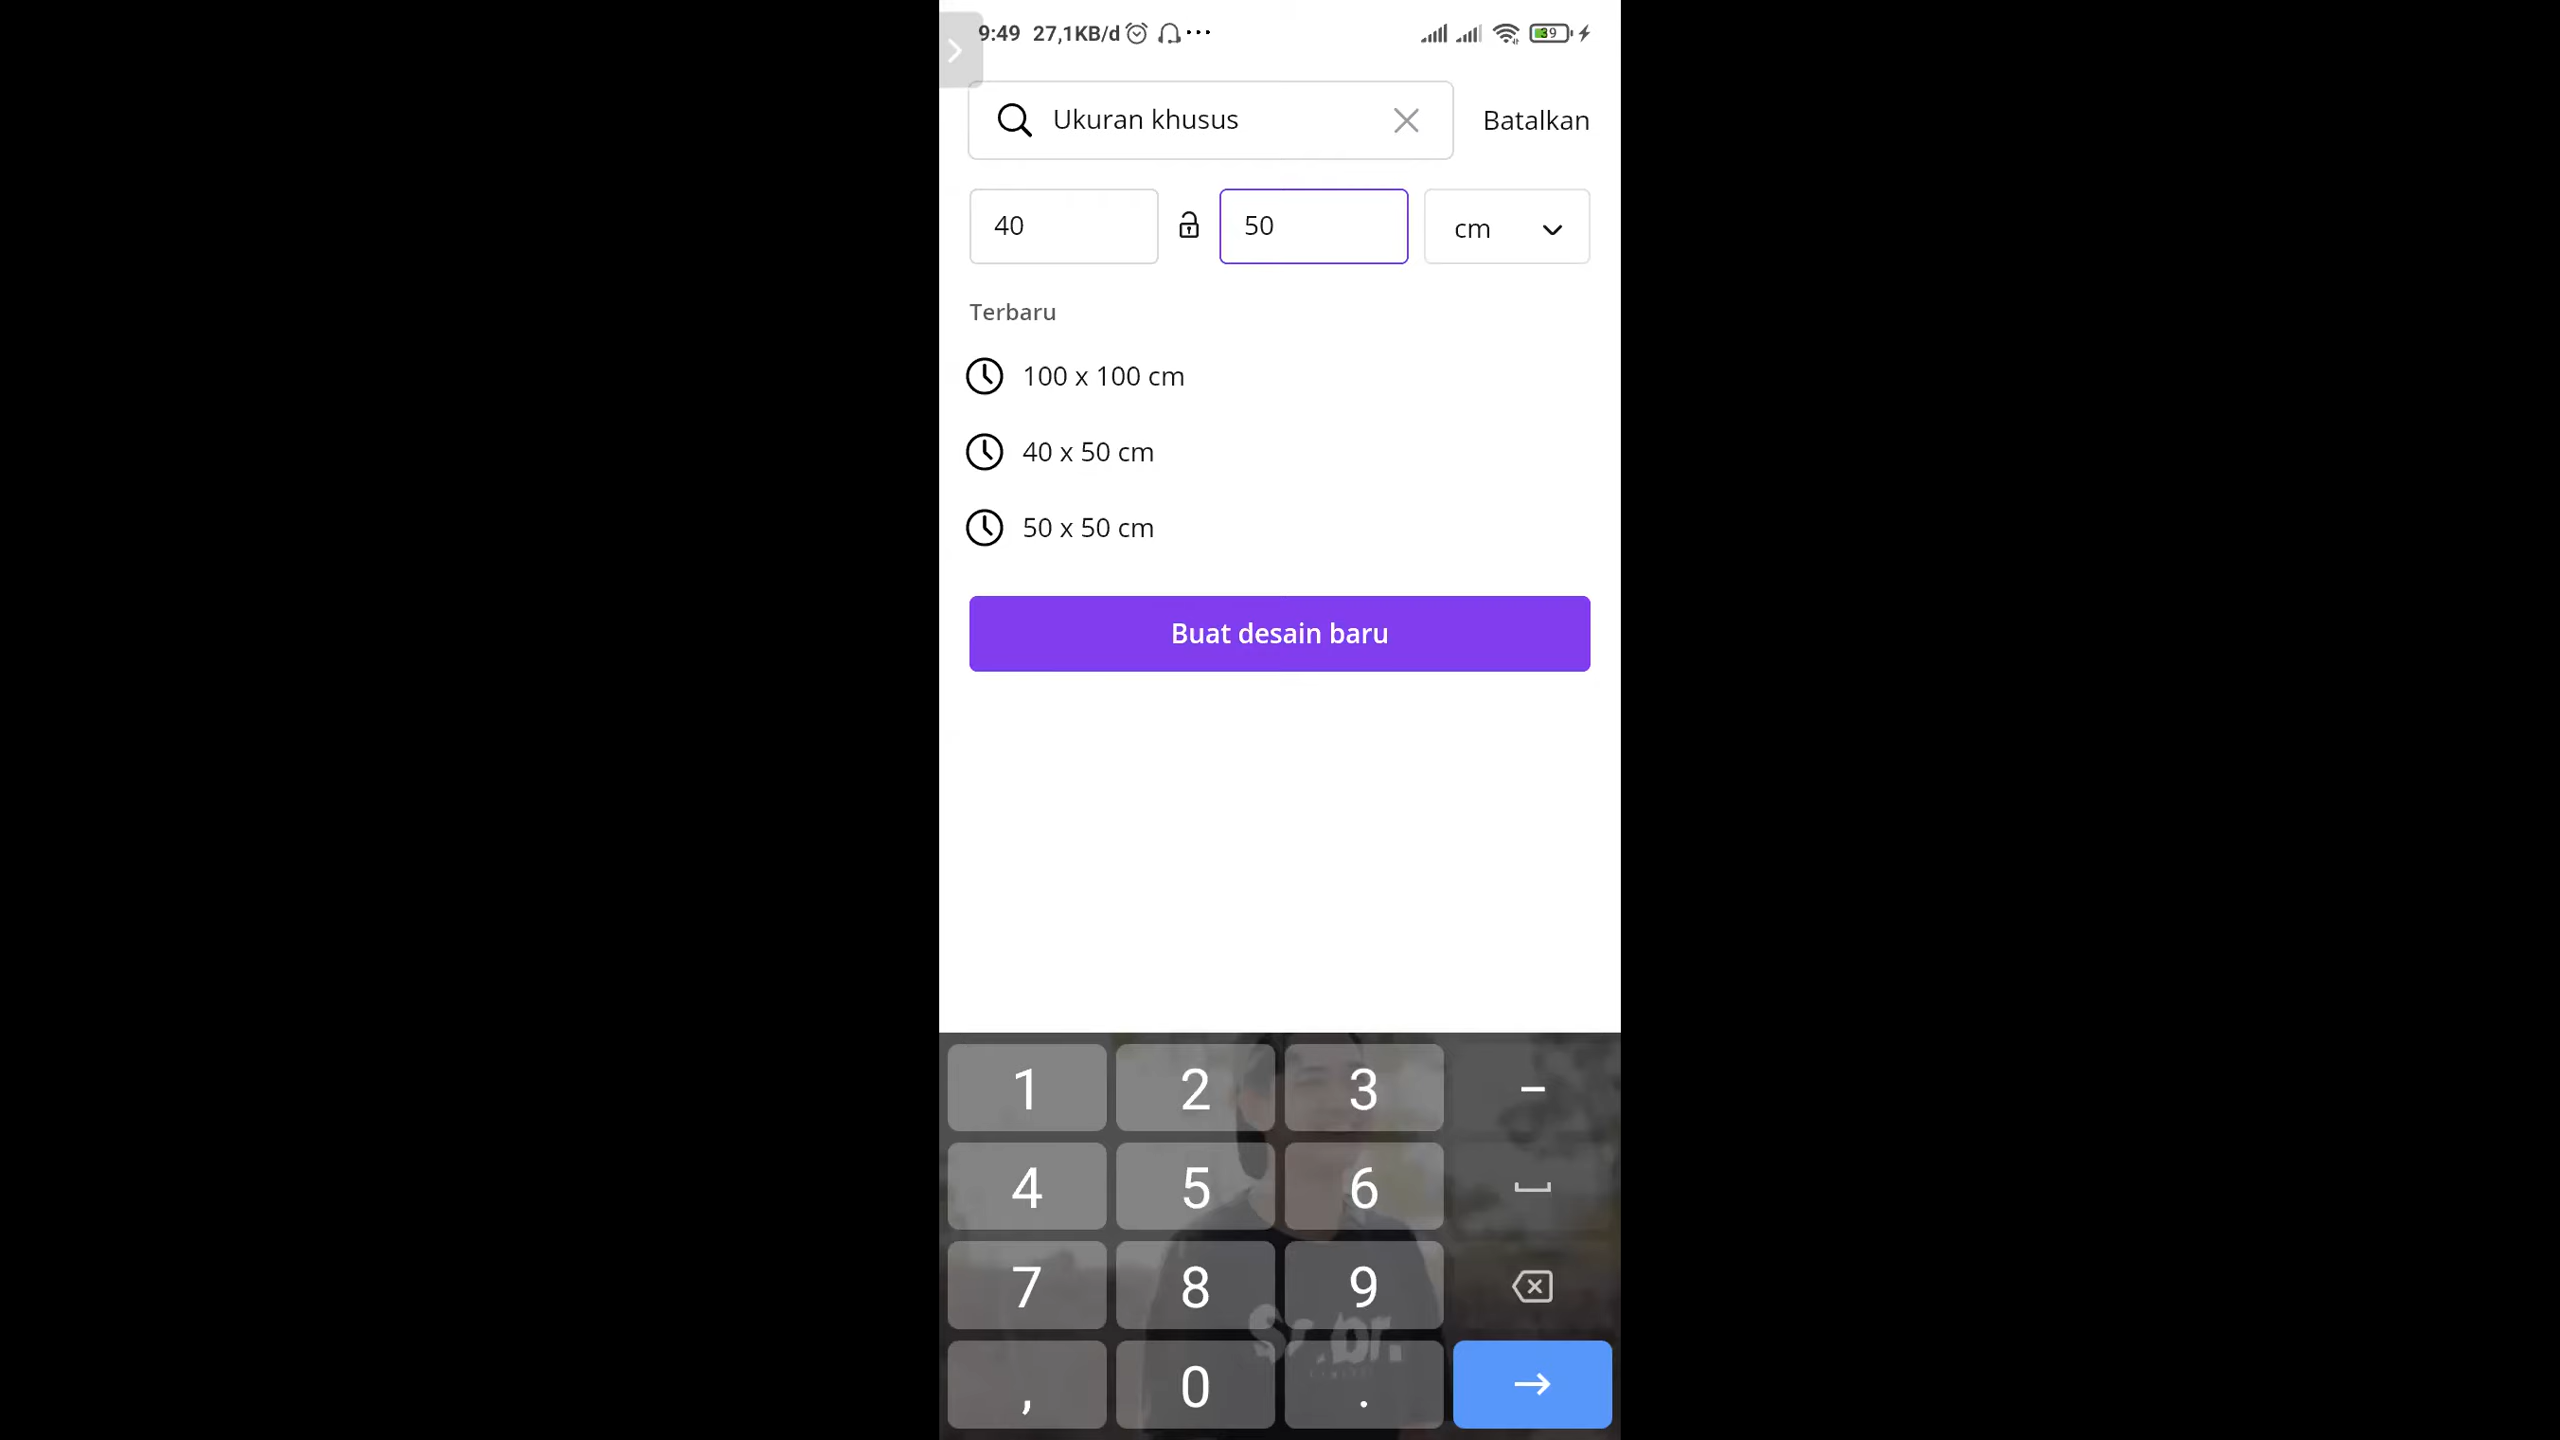 9:49 27,1KB/d ... 39
Ukuran khusus Batalkan
40 50 cm
Terbaru
100 x 100 cm
40 x 50 cm
50 x 50 cm
Buat desain baru
1 2 3 –
4 5 6
7 8 9
, 0 .